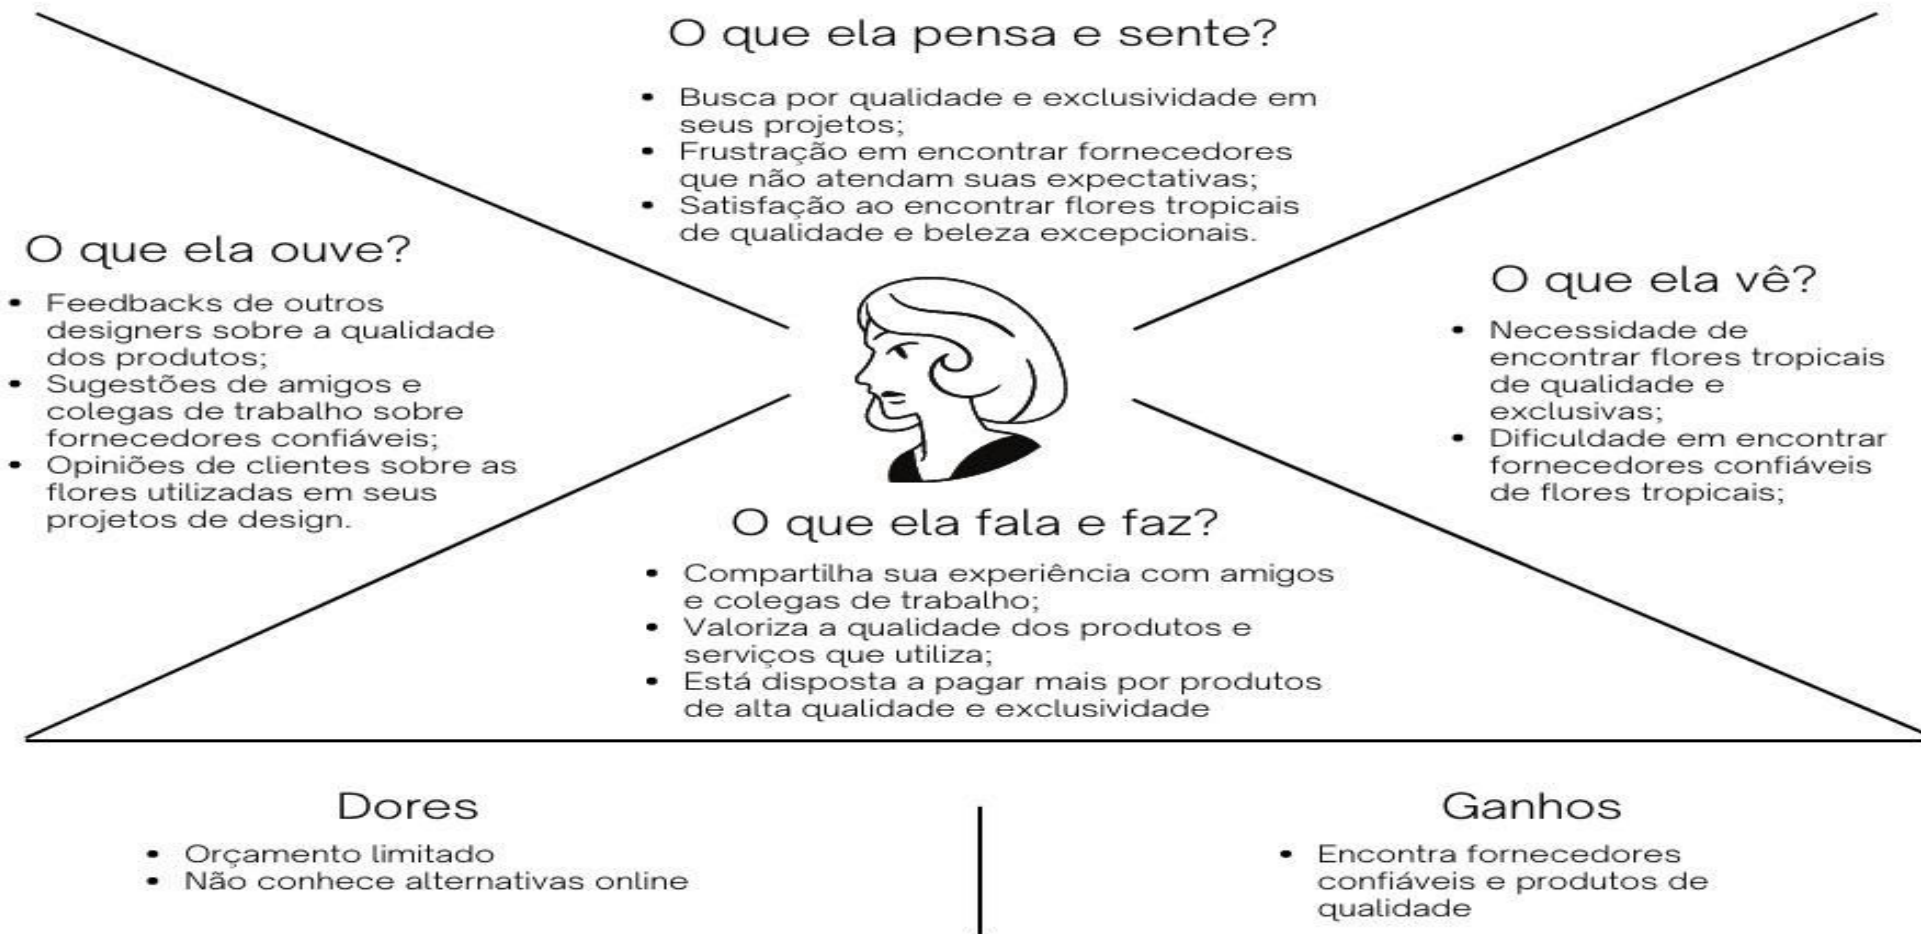 O que ela pensa e sente?
• Busca por qualidade e exclusividade em
seus projetos;
• Frustração em encontrar fornecedores
que não atendam suas expectativas;
• Satisfação ao encontrar flores tropicais
de qualidade e beleza excepcionais.
O que ela ouve?
• Feedbacks de outros
designers sobre a qualidade
dos produtos;
• Sugestões de amigos e
colegas de trabalho sobre
fornecedores confiáveis;
• Opiniões de clientes sobre as
flores utilizadas em seus
projetos de design.
O que ela vê?
• Necessidade de
encontrar flores tropicais
de qualidade e
exclusivas;
• Dificuldade em encontrar
fornecedores confiáveis
de flores tropicais;
O que ela fala e faz?
• Compartilha sua experiência com amigos
e colegas de trabalho;
• Valoriza a qualidade dos produtos e
serviços que utiliza;
• Está disposta a pagar mais por produtos
de alta qualidade e exclusividade
Dores
• Orçamento limitado
• Não conhece alternativas online
Ganhos
• Encontra fornecedores
confiáveis e produtos de
qualidade